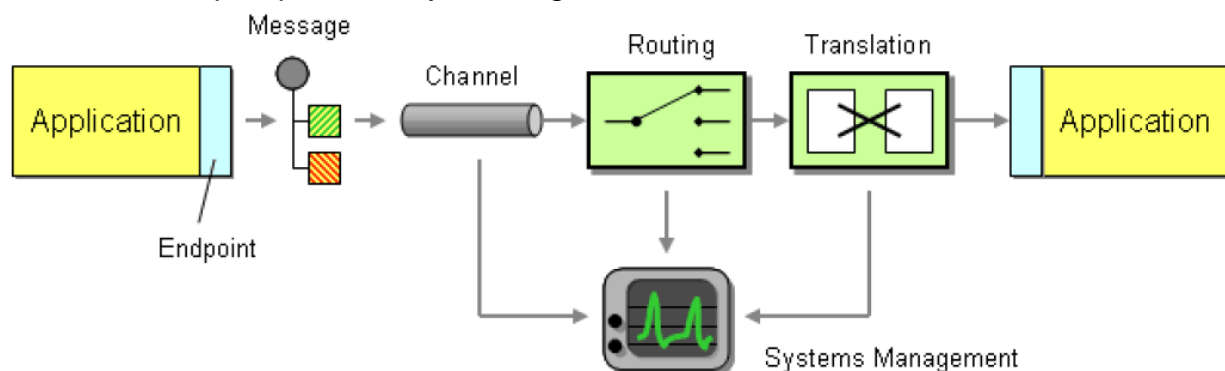 Message
Routing
Translation
Channel
Application
Application
Endpoint
Systems Management